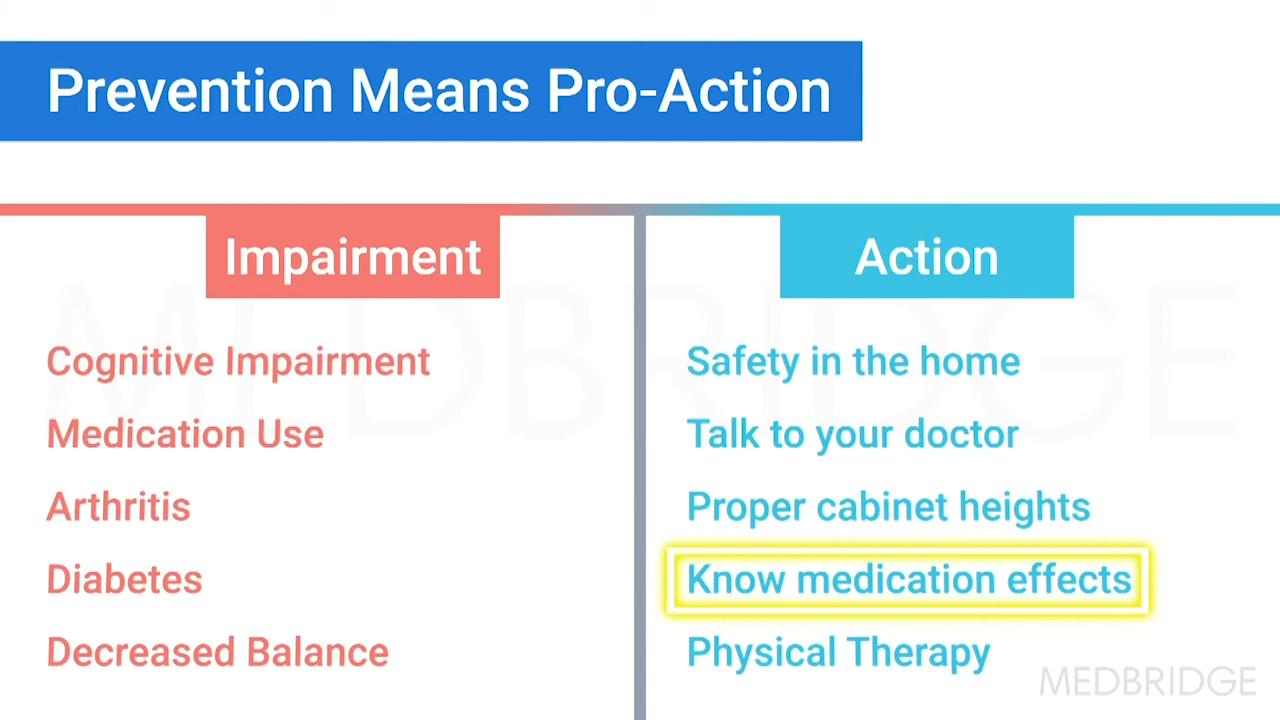 Prevention Means Pro-Action
Impairment
Action
Cognitive Impairment
Safety in the home
Medication Use
Talk to your doctor
Arthritis
Proper cabinet heights
Diabetes
Know medication effects
Decreased Balance
Physical Therapy
MEDBRIDGE
MEDBRIDGE